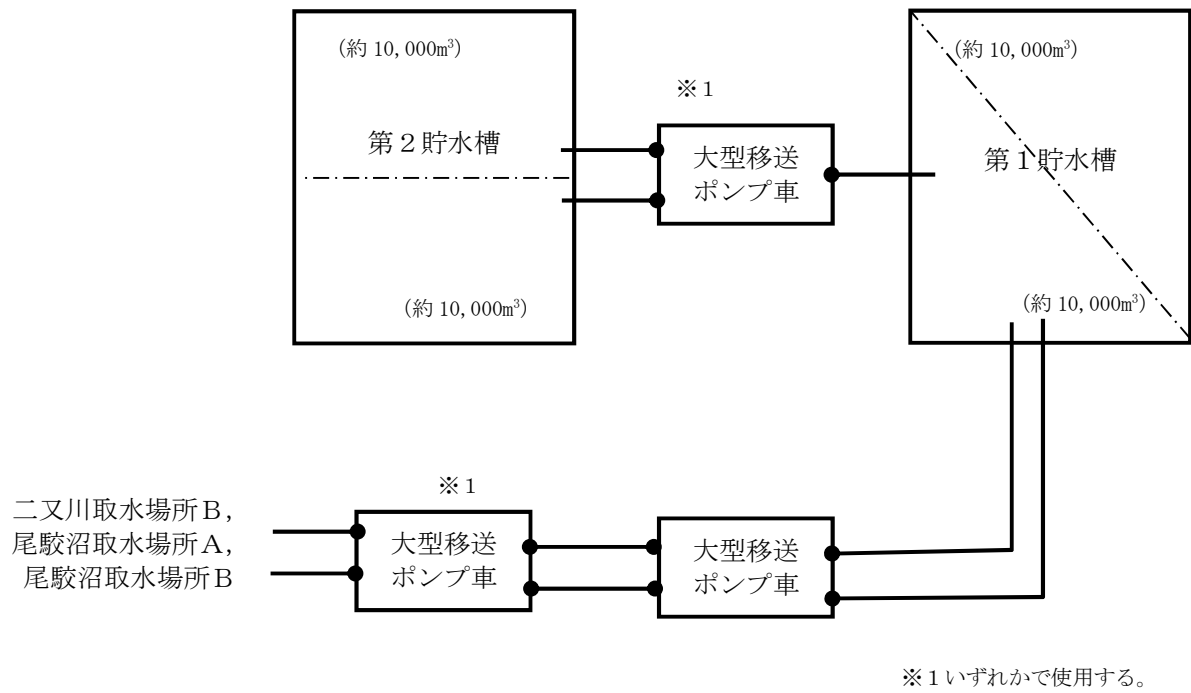 (約 10,000m³)
第２貯水槽
(約 10,000m³)
※１
大型移送
ポンプ車
(約 10,000m³)
第１貯水槽
(約 10,000m³)
二又川取水場所Ｂ，
尾駮沼取水場所Ａ，
尾駮沼取水場所Ｂ
※１
大型移送
ポンプ車
大型移送
ポンプ車
※１いずれかで使用する。